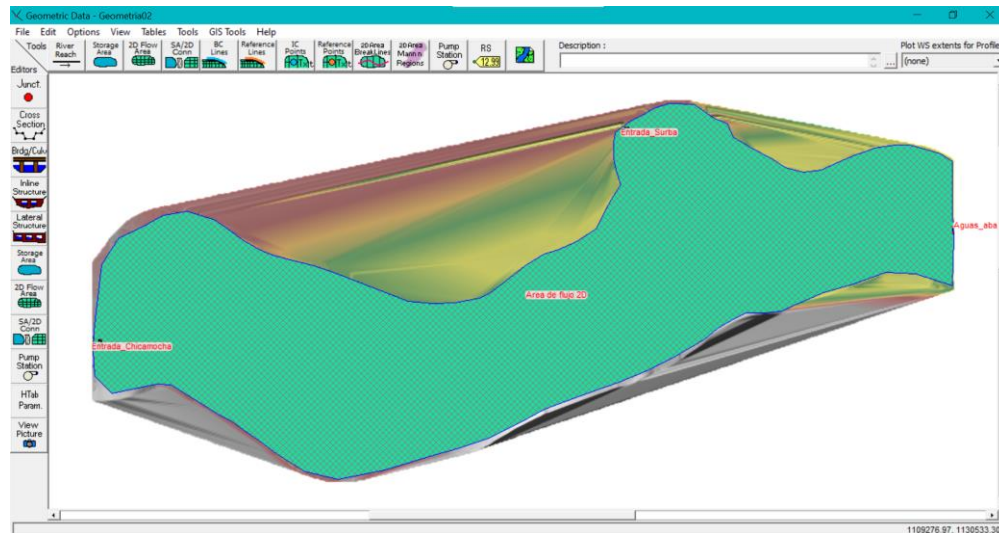 Geometric Data - Geometria02
File Edit Options View Tables Tools GIS Tools Help
Tools
Editors
River
Reach
Storage
Area
2D Flow
Area
SA/2D
Conn
BC
Lines
Reference
Lines
IC
Points
Reference
Points
2D Area
BreakLines
2D Area
Mann n
Regions
Pump
Station
RS
12.99
Description :
...
Plot WS extents for Profile
(none)
Junct.
Cross
Section
Brdg/Culv
Inline
Structure
Lateral
Structure
Storage
Area
2D Flow
Area
SA/2D
Conn
Pump
Station
HTab
Param.
View
Picture
Entrada_Surba
Aguas_aba
Area de flujo 2D
Entrada_Chicamocha
1109276.97, 1130533.30